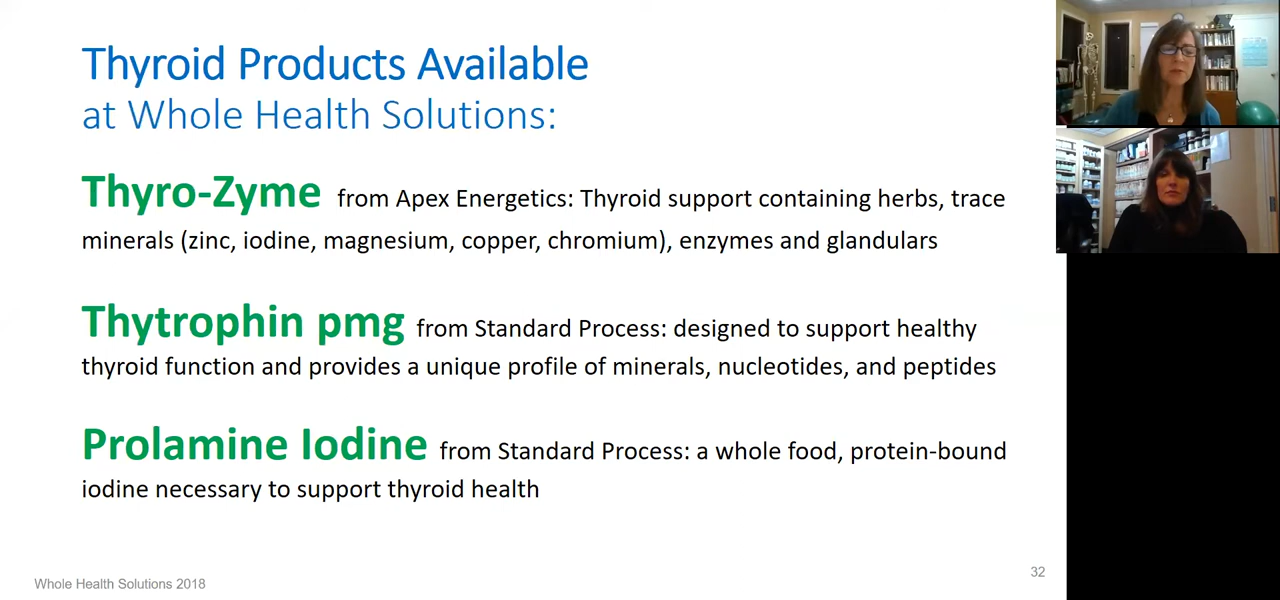 Thyroid Products Available
at Whole Health Solutions:
Thyro-Zyme from Apex Energetics: Thyroid support containing herbs, trace
minerals (zinc, iodine, magnesium, copper, chromium), enzymes and glandulars
Thytrophin pmg from Standard Process: designed to support healthy
thyroid function and provides a unique profile of minerals, nucleotides, and peptides
Prolamine Iodine from Standard Process: a whole food, protein-bound
iodine necessary to support thyroid health
32
Whole Health Solutions 2018